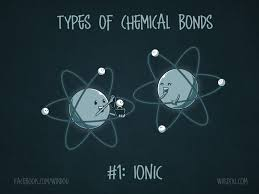 TYPES OF CHEMICAL BONDS
#1: IONIC
FACEBOOK.COM/WIRDOU
WIRDOU.COM